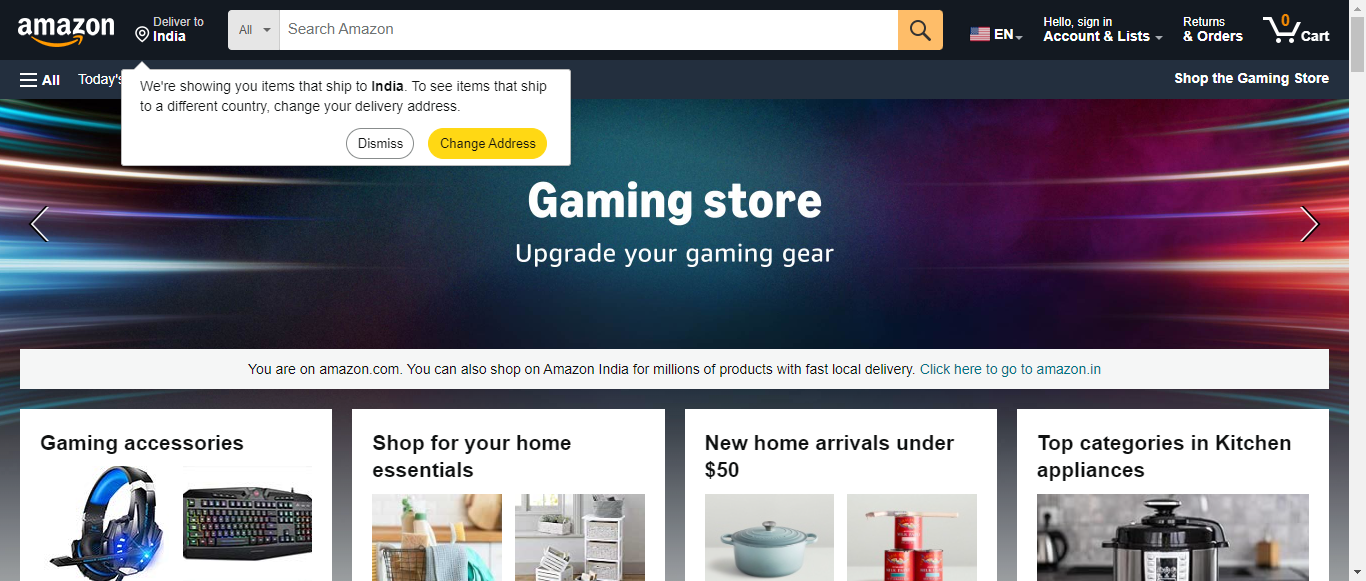 amazon
Deliver to
India
All
Search Amazon
EN
Hello, sign in
Account & Lists
Returns
& Orders
0
Cart
All
Today's
Shop the Gaming Store
We're showing you items that ship to India. To see items that ship
to a different country, change your delivery address.
Dismiss
Change Address
Gaming store
Upgrade your gaming gear
You are on amazon.com. You can also shop on Amazon India for millions of products with fast local delivery. Click here to go to amazon.in
Gaming accessories
Shop for your home
essentials
New home arrivals under
$50
Top categories in Kitchen
appliances